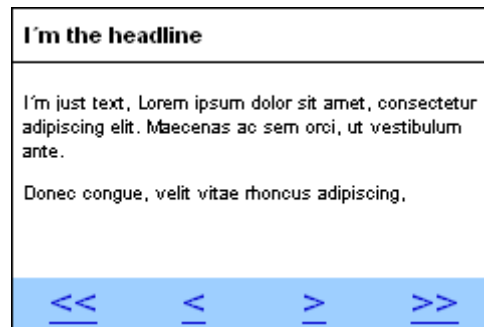 I´m the headline
I´m just text, Lorem ipsum dolor sit amet, consectetur
adipiscing elit. Maecenas ac sem orci, ut vestibulum
ante.
Donec congue, velit vitae rhoncus adipiscing,
<< < > >>